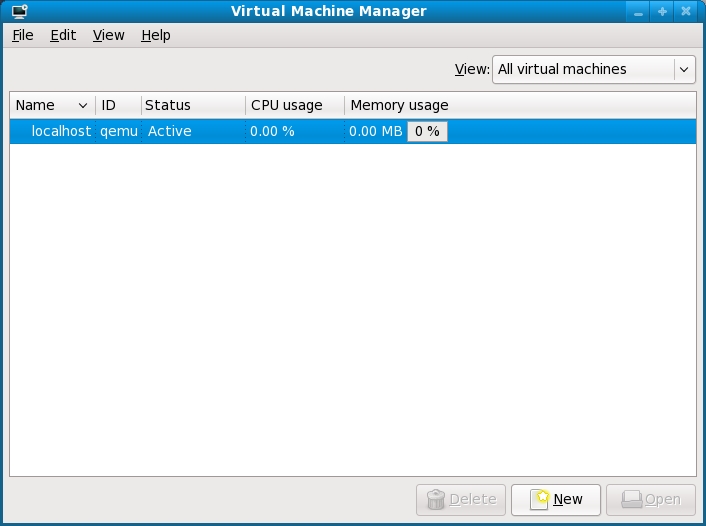 Virtual Machine Manager
File Edit View Help
View: All virtual machines
Name ID Status CPU usage Memory usage
localhost qemu Active 0.00 % 0.00 MB 0 %
Delete New Open